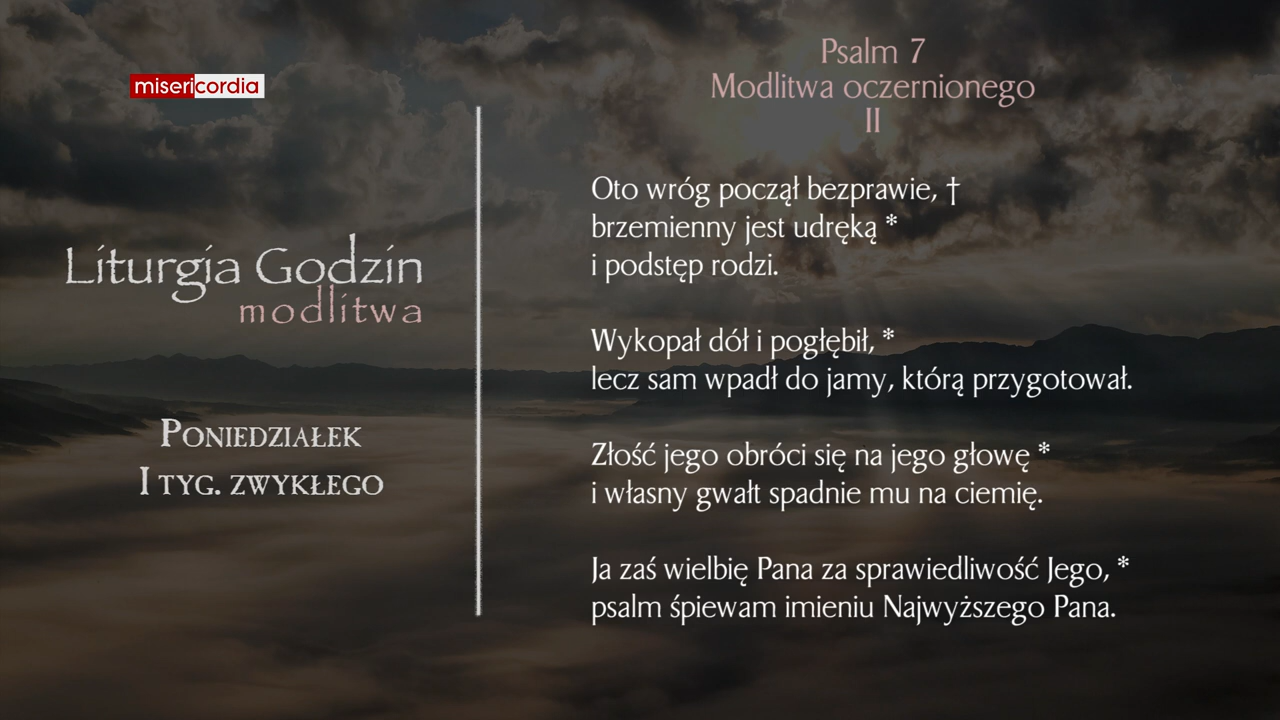 misericordia
Liturgia Godzin
modlitwa
Poniedziałek
I tyg. zwykłego
Psalm 7
Modlitwa oczernionego
II
Oto wróg począł bezprawie, †
brzemienny jest udręką *
i podstęp rodzi.
Wykopał dół i pogłębił, *
lecz sam wpadł do jamy, którą przygotował.
Złość jego obróci się na jego głowę *
i własny gwałt spadnie mu na ciemię.
Ja zaś wielbię Pana za sprawiedliwość Jego, *
psalm śpiewam imieniu Najwyższego Pana.